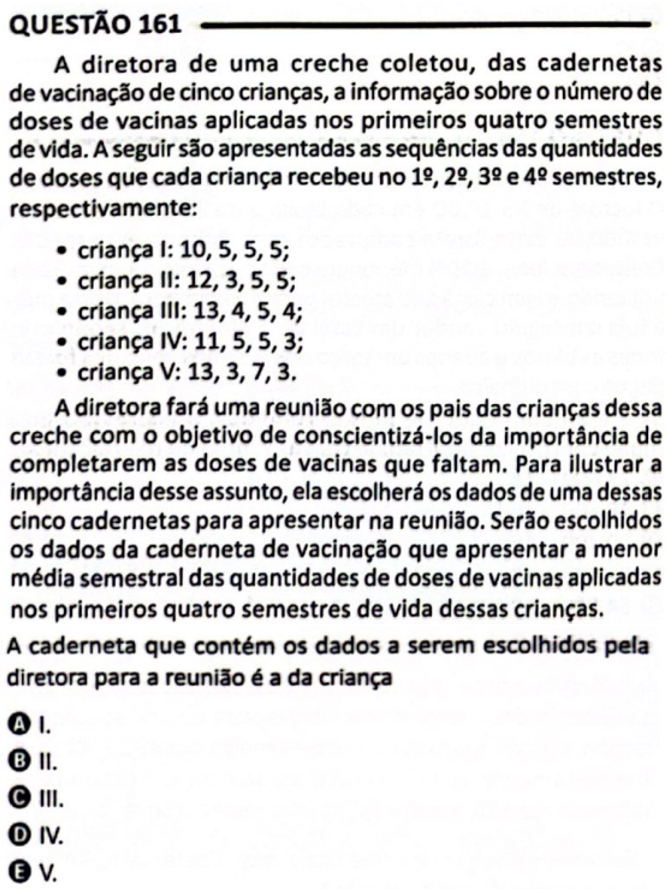 QUESTÃO 161
A diretora de uma creche coletou, das cadernetas
de vacinação de cinco crianças, a informação sobre o número de
doses de vacinas aplicadas nos primeiros quatro semestres
de vida. A seguir são apresentadas as sequências das quantidades
de doses que cada criança recebeu no 1º, 2º, 3º e 4º semestres,
respectivamente:
• criança I: 10, 5, 5, 5;
• criança II: 12, 3, 5, 5;
• criança III: 13, 4, 5, 4;
• criança IV: 11, 5, 5, 3;
• criança V: 13, 3, 7, 3.
A diretora fará uma reunião com os pais das crianças dessa
creche com o objetivo de conscientizá-los da importância de
completarem as doses de vacinas que faltam. Para ilustrar a
importância desse assunto, ela escolherá os dados de uma dessas
cinco cadernetas para apresentar na reunião. Serão escolhidos
os dados da caderneta de vacinação que apresentar a menor
média semestral das quantidades de doses de vacinas aplicadas
nos primeiros quatro semestres de vida dessas crianças.
A caderneta que contém os dados a serem escolhidos pela
diretora para a reunião é a da criança
A I.
B II.
C III.
D IV.
E V.